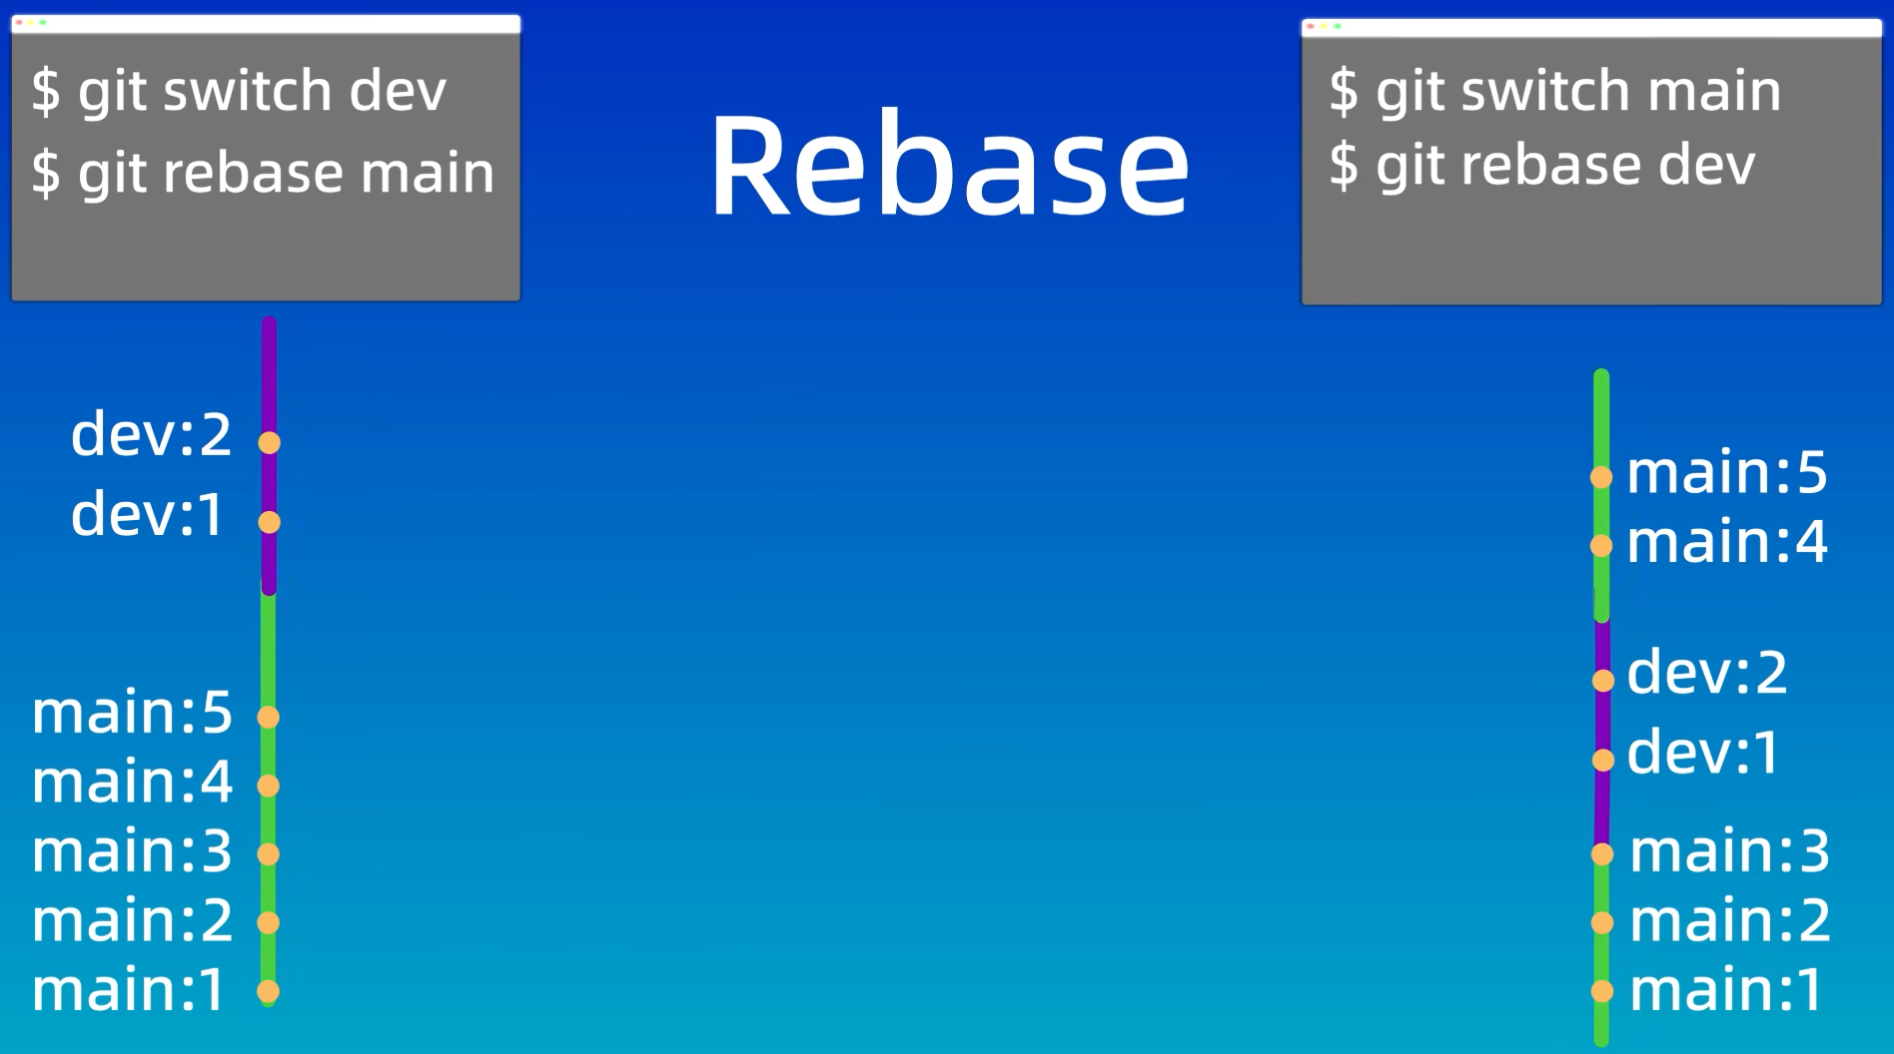 $ git switch dev
$ git rebase main
Rebase
$ git switch main
$ git rebase dev
dev:2
dev:1
main:5
main:4
main:3
main:2
main:1
main:5
main:4
dev:2
dev:1
main:3
main:2
main:1